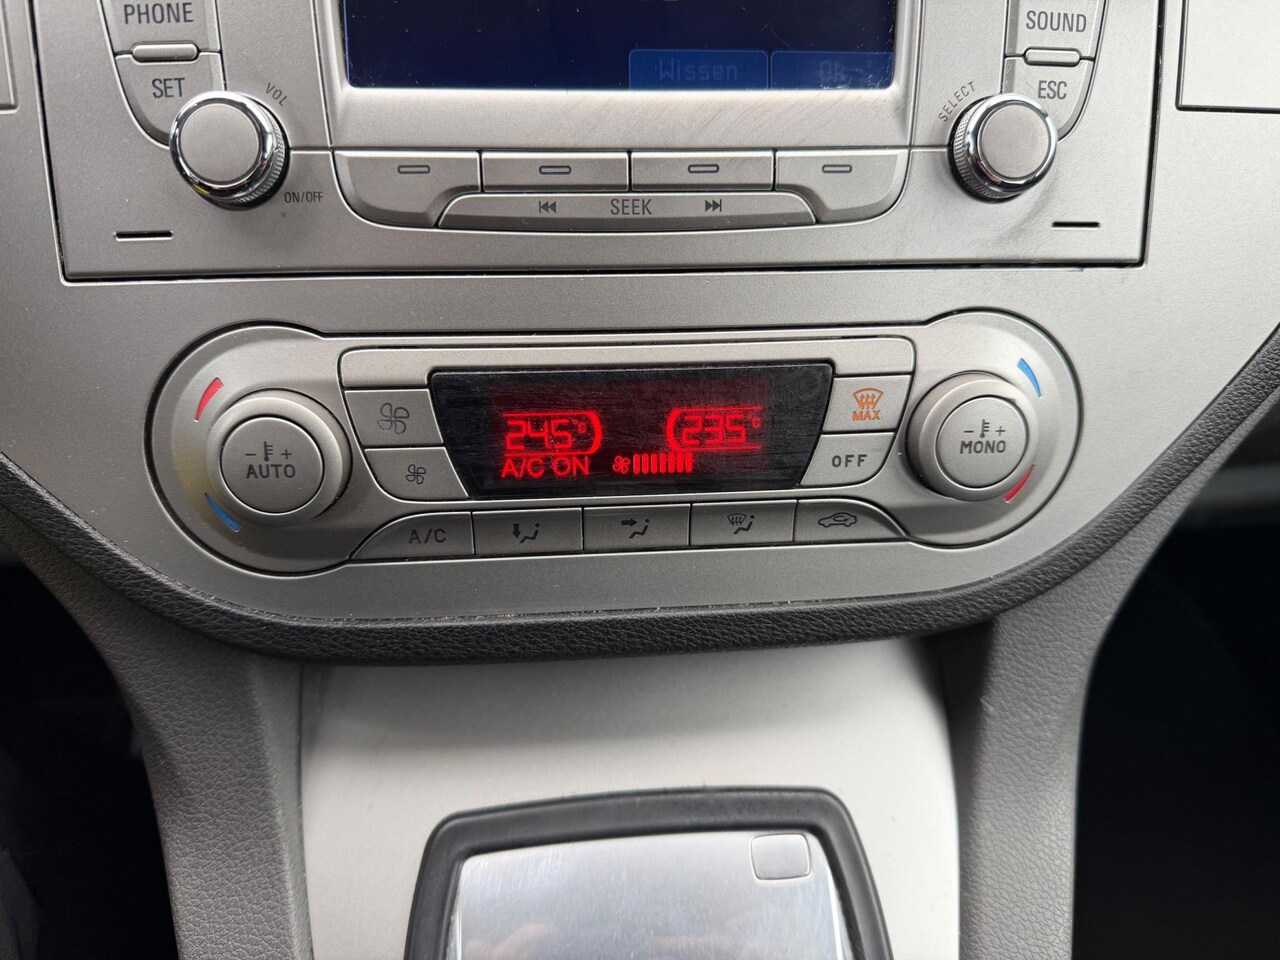 PHONE
SOUND
Wissen Ok
SET
ESC
VOL
SELECT
ON/OFF
SEEK
MAX
24.5°C
23.5°C
AUTO
MONO
OFF
A/C ON
A/C